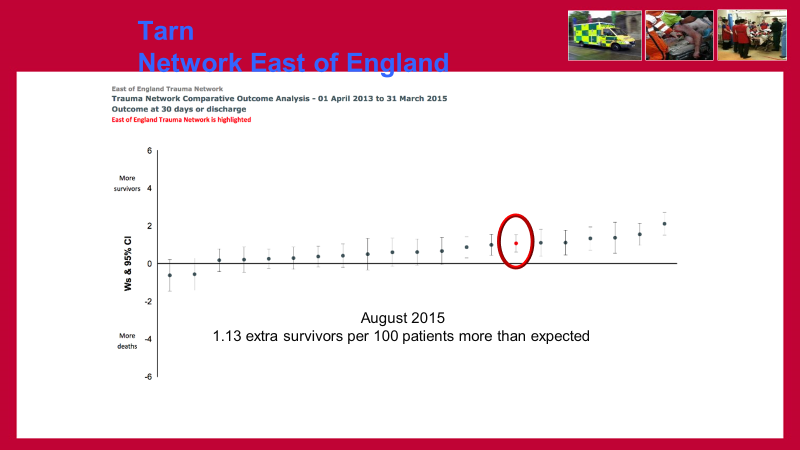 Tarn
Network East of England
East of England Trauma Network
Trauma Network Comparative Outcome Analysis - 01 April 2013 to 31 March 2015
Outcome at 30 days or discharge
East of England Trauma Network is highlighted
6
More
survivors
4
2
Ws & 95% CI
0
-2
August 2015
More
deaths
-4
1.13 extra survivors per 100 patients more than expected
-6